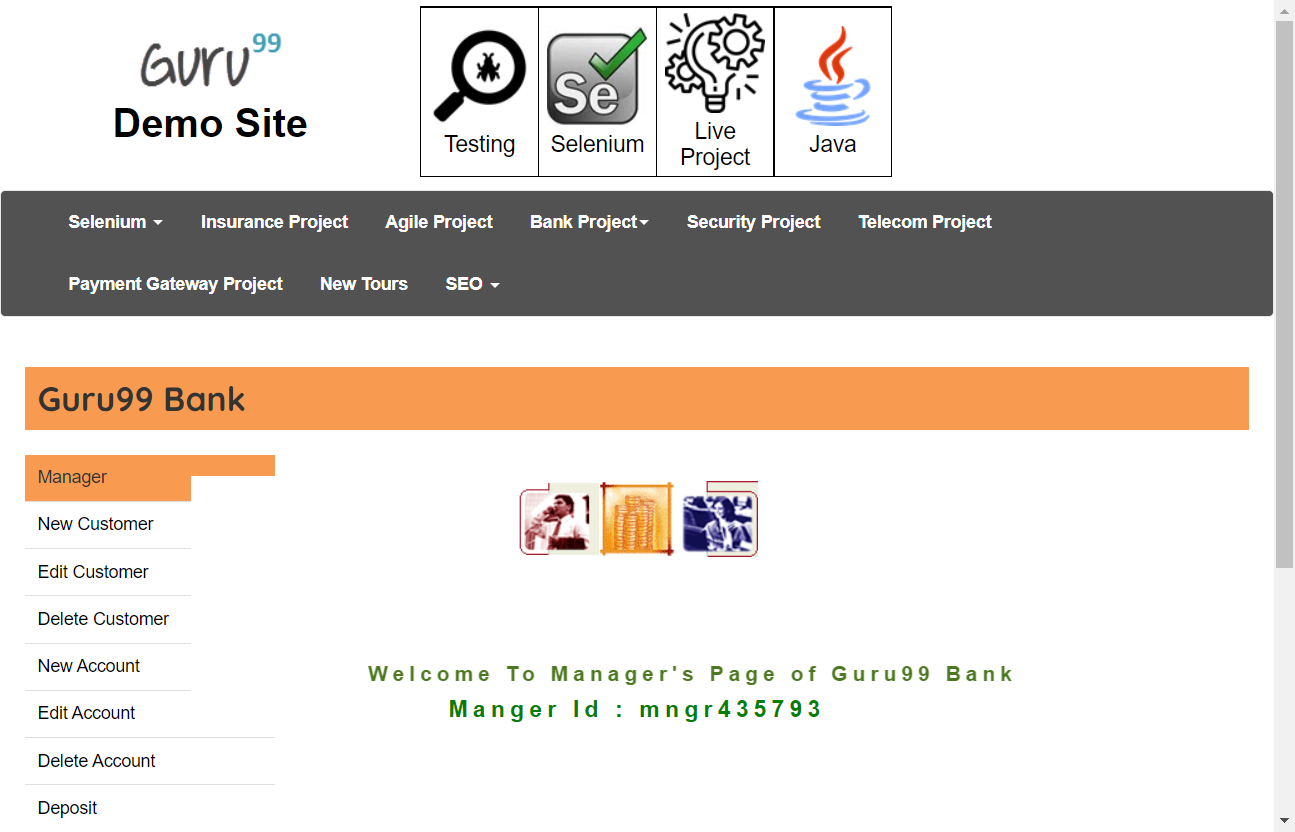 Guru99
Demo Site
Testing
Se
Selenium
Live
Project
Java
Selenium Insurance Project Agile Project Bank Project Security Project Telecom Project
Payment Gateway Project New Tours SEO
Guru99 Bank
Manager
New Customer
Edit Customer
Delete Customer
New Account
Edit Account
Delete Account
Deposit
Welcome To Manager's Page of Guru99 Bank
Manger Id : mngr435793